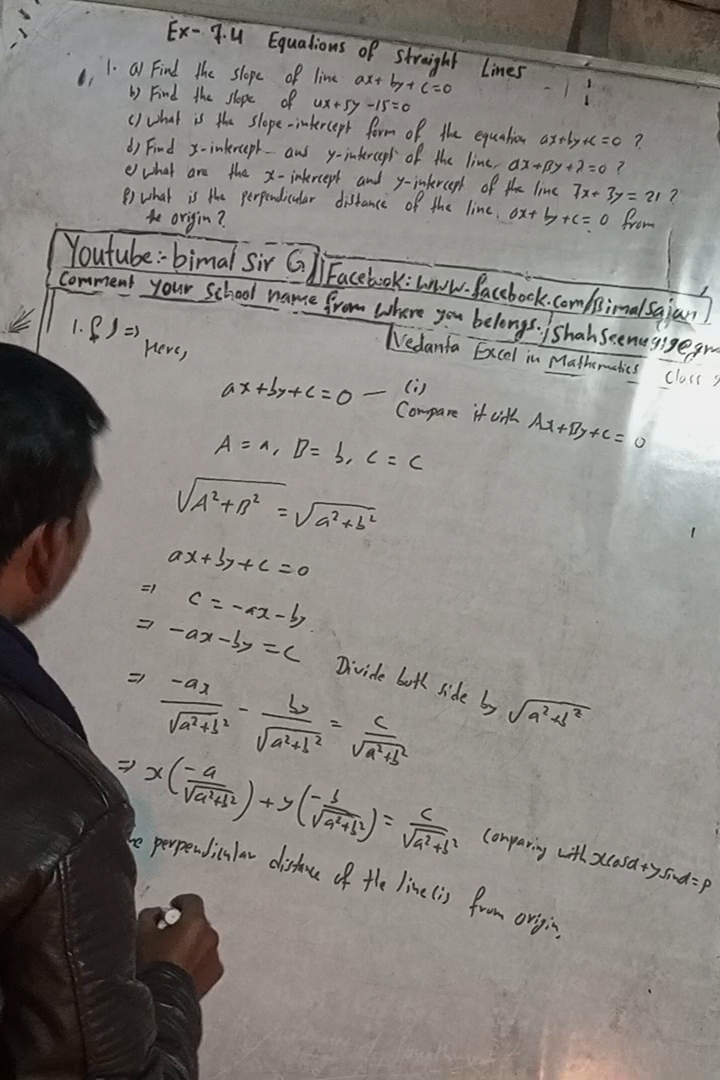 Ex- 7.4 Equations of Straight Lines
1. a) Find the slope of line ax + by + c = 0
b) Find the slope of ux + 5y - 15 = 0
c) What is the slope-intercept form of the equation ax+by+c = 0 ?
d) Find x-intercept and y-intercept of the line, αx+βy+λ=0 ?
e) What are the x-intercept and y-intercept of the line 7x+ 3y = 21 ?
f) what is the perpendicular distance of the line, ax+by+c = 0 from
the origin ?
Youtube:- bimal Sir G Facebook: www.facebook.com/Bimalsajan
Comment your School name from where you belongs.
Vedanta Excel in Mathematics Class
1. f ) ⇒
Here,
ax+by+c=0 — (i)
Compare it with Ax+By+c= 0
A = a, B= b, C = C
√A²+B² = √a²+b²
ax+by+c=0
⇒ C = -ax-by
⇒ -ax-by =C Divide both side by √a²+b²
⇒ -ax/√a²+b² - by/√a²+b² = C/√a²+b²
⇒ x(-a/√a²+b²) + y(-b/√a²+b²) = C/√a²+b² Comparing with xcosα+ysinα=p
perpendicular distance of the line (i) from origin,